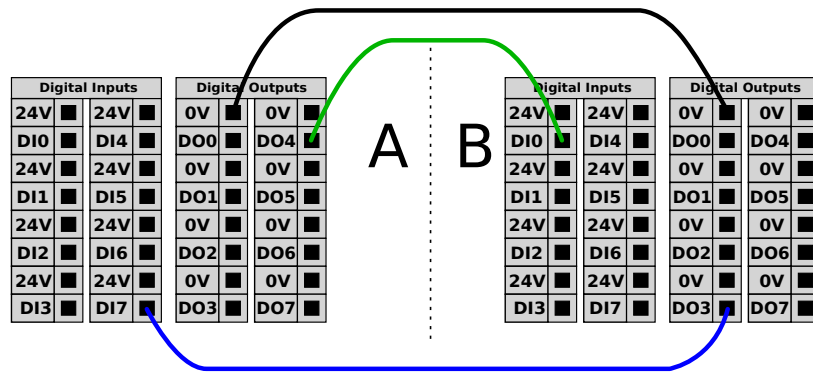 Digital Inputs Digital Outputs Digital Inputs Digital Outputs
24V 24V 0V 0V 24V 24V 0V 0V
DI0 DI4 DO0 DO4 A B DI0 DI4 DO0 DO4
24V 24V 0V 0V 24V 24V 0V 0V
DI1 DI5 DO1 DO5 DI1 DI5 DO1 DO5
24V 24V 0V 0V 24V 24V 0V 0V
DI2 DI6 DO2 DO6 DI2 DI6 DO2 DO6
24V 24V 0V 0V 24V 24V 0V 0V
DI3 DI7 DO3 DO7 DI3 DI7 DO3 DO7